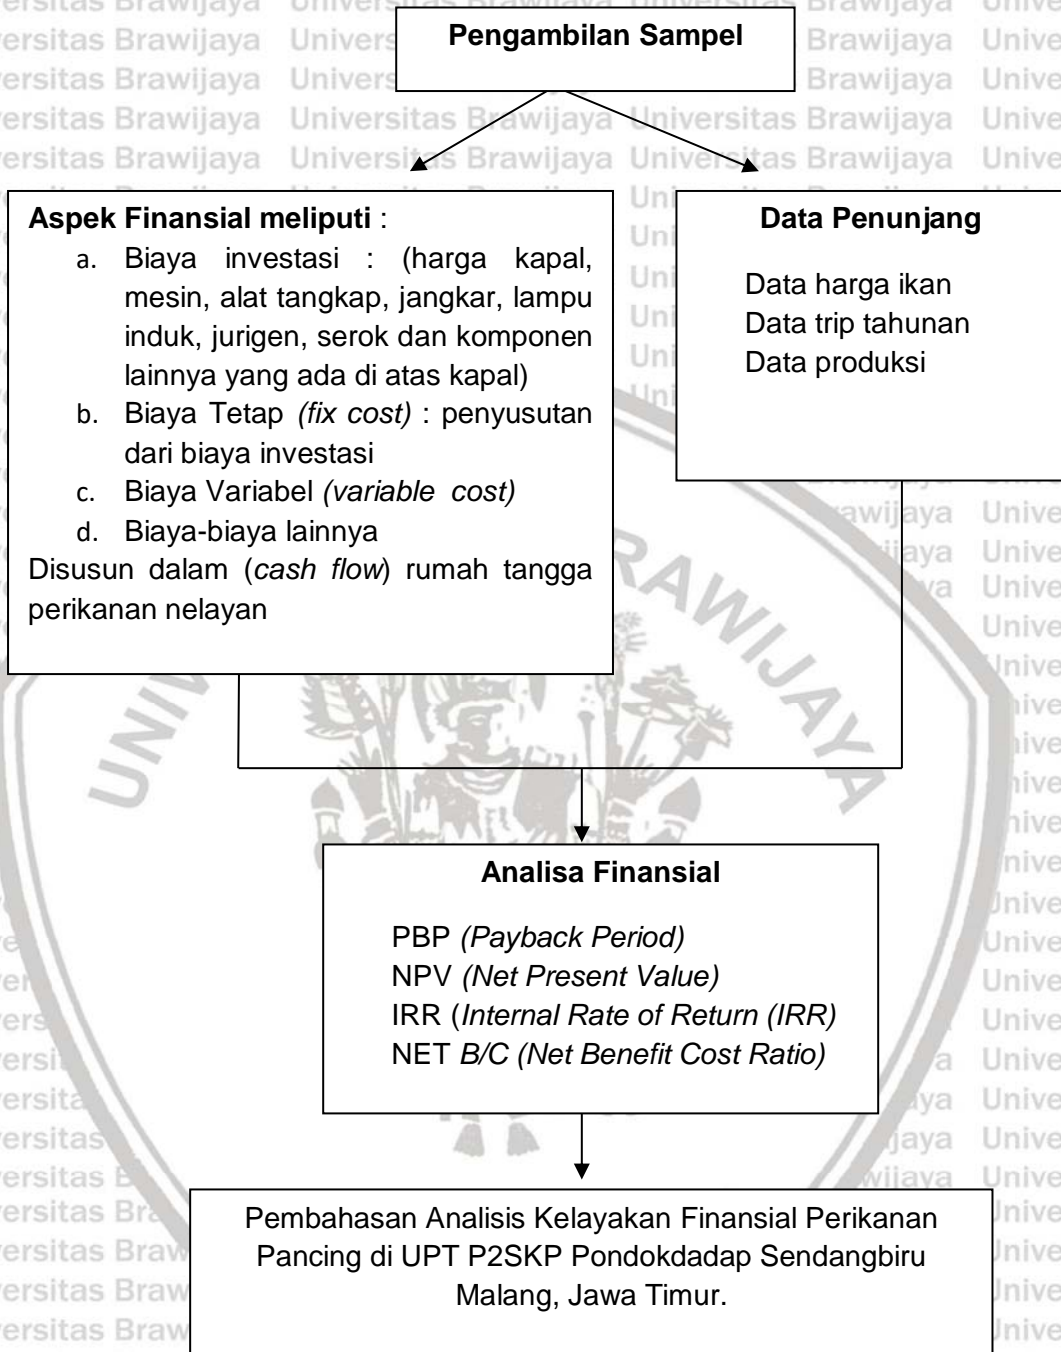 Pengambilan Sampel
Aspek Finansial meliputi :
a. Biaya investasi : (harga kapal,
mesin, alat tangkap, jangkar, lampu
induk, jurigen, serok dan komponen
lainnya yang ada di atas kapal)
b. Biaya Tetap (fix cost) : penyusutan
dari biaya investasi
c. Biaya Variabel (variable cost)
d. Biaya-biaya lainnya
Disusun dalam (cash flow) rumah tangga
perikanan nelayan
Data Penunjang
Data harga ikan
Data trip tahunan
Data produksi
Analisa Finansial
PBP (Payback Period)
NPV (Net Present Value)
IRR (Internal Rate of Return (IRR)
NET B/C (Net Benefit Cost Ratio)
Pembahasan Analisis Kelayakan Finansial Perikanan
Pancing di UPT P2SKP Pondokdadap Sendangbiru
Malang, Jawa Timur.